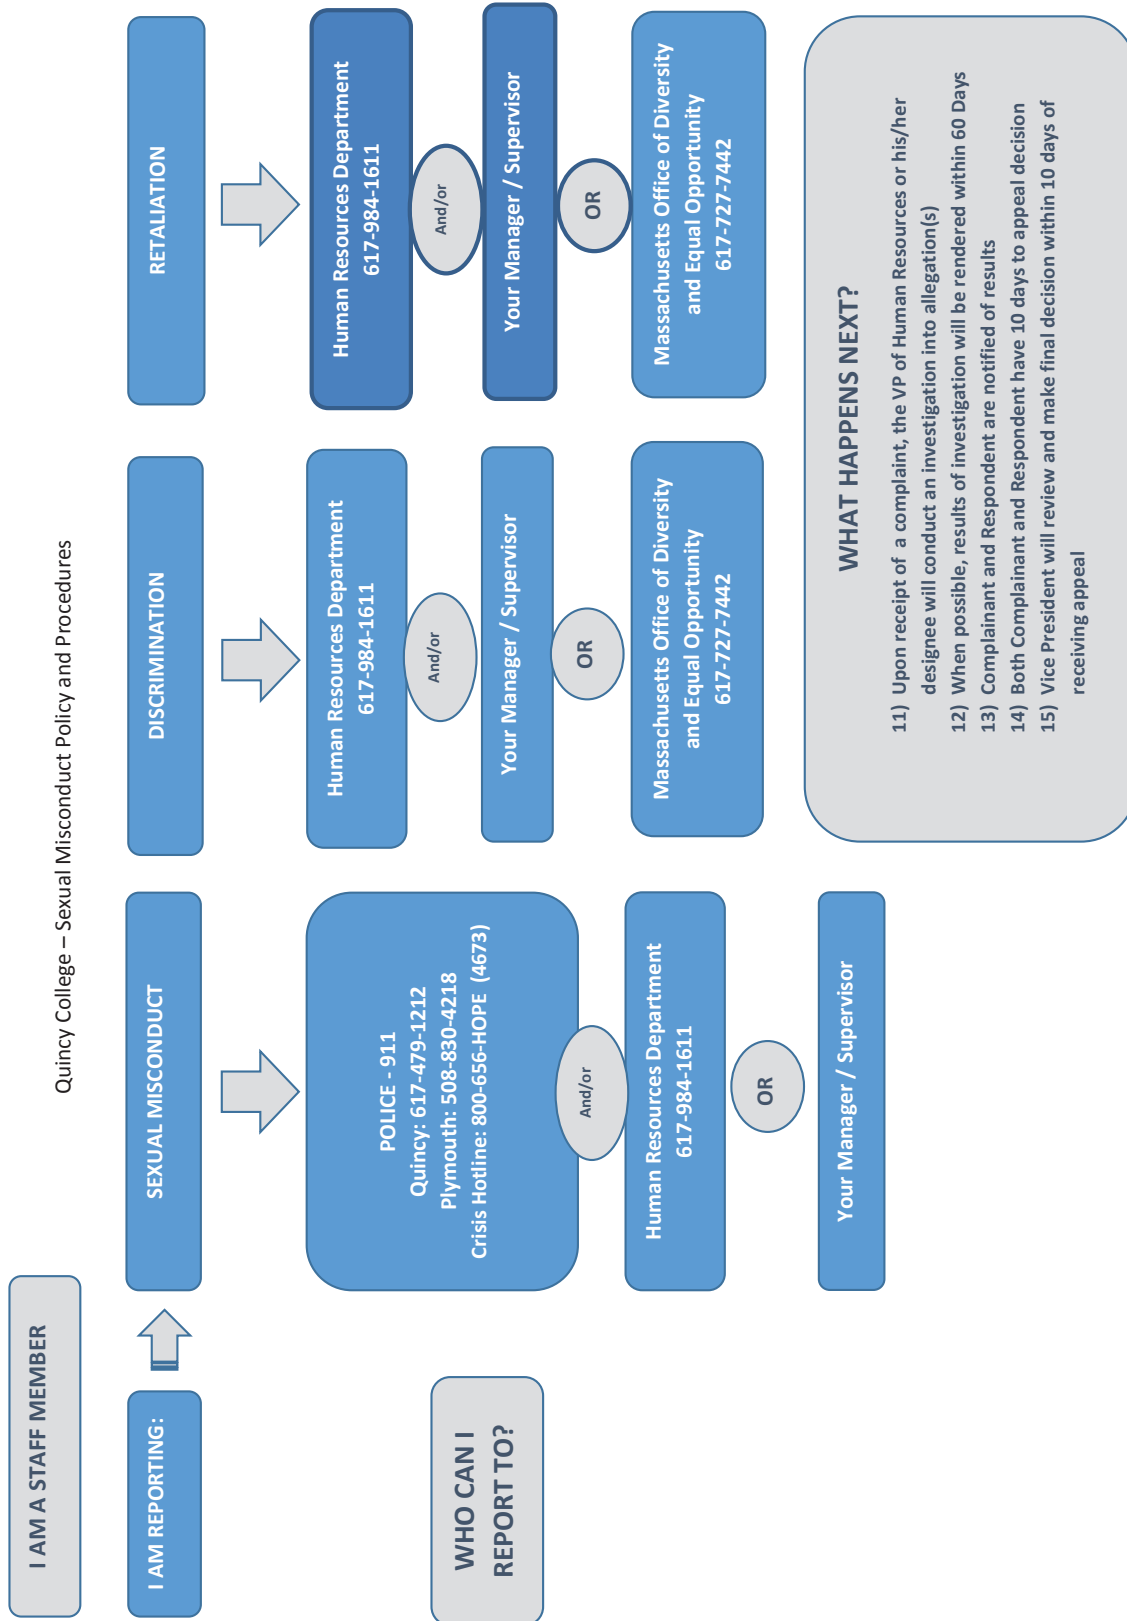 Quincy College – Sexual Misconduct Policy and Procedures
I AM A STAFF MEMBER
I AM REPORTING:
SEXUAL MISCONDUCT
DISCRIMINATION
RETALIATION
WHO CAN I
REPORT TO?
POLICE - 911
Quincy: 617-479-1212
Plymouth: 508-830-4218
Crisis Hotline: 800-656-HOPE (4673)
And/or
Human Resources Department
617-984-1611
OR
Your Manager / Supervisor
Human Resources Department
617-984-1611
And/or
Your Manager / Supervisor
OR
Massachusetts Office of Diversity
and Equal Opportunity
617-727-7442
Human Resources Department
617-984-1611
And/or
Your Manager / Supervisor
OR
Massachusetts Office of Diversity
and Equal Opportunity
617-727-7442
WHAT HAPPENS NEXT?
11) Upon receipt of a complaint, the VP of Human Resources or his/her
designee will conduct an investigation into allegation(s)
12) When possible, results of investigation will be rendered within 60 Days
13) Complainant and Respondent are notified of results
14) Both Complainant and Respondent have 10 days to appeal decision
15) Vice President will review and make final decision within 10 days of
receiving appeal